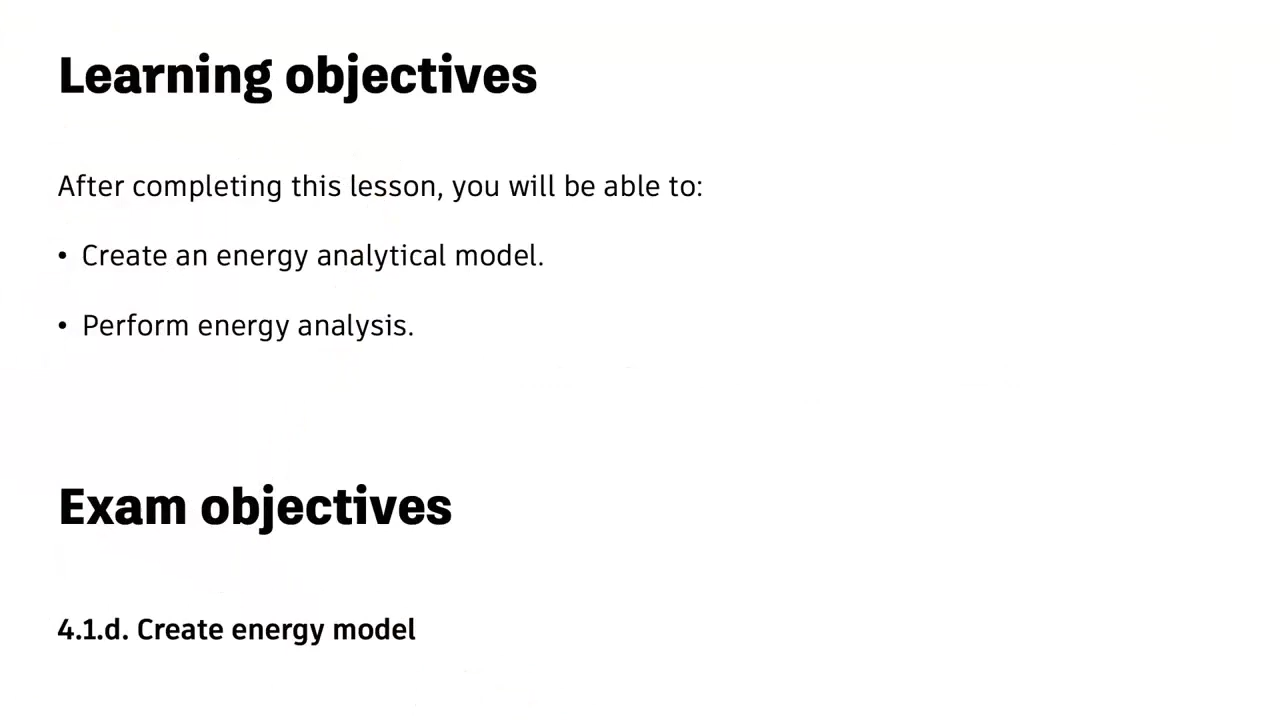 Learning objectives
After completing this lesson, you will be able to:
• Create an energy analytical model.
• Perform energy analysis.
Exam objectives
4.1.d. Create energy model